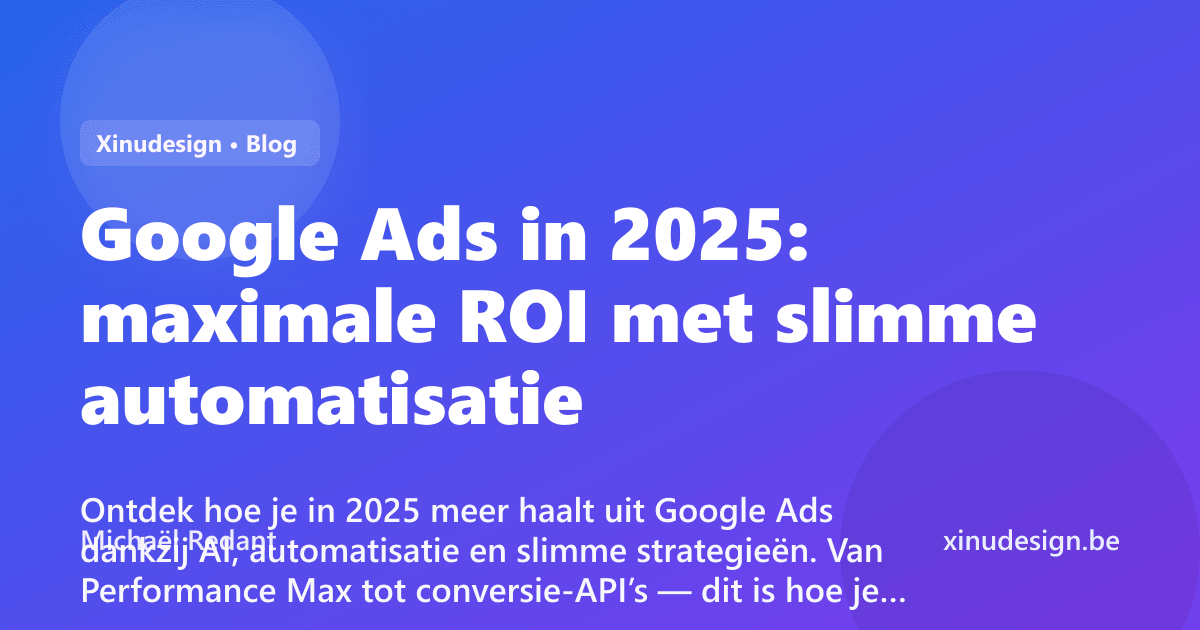 Xinudesign • Blog
Google Ads in 2025:
maximale ROI met slimme
automatisatie
Ontdek hoe je in 2025 meer haalt uit Google Ads
Michaël Redant
xinudesign.be
dankzij AI, automatisatie en slimme strategieën. Van
Performance Max tot conversie-API’s — dit is hoe je…